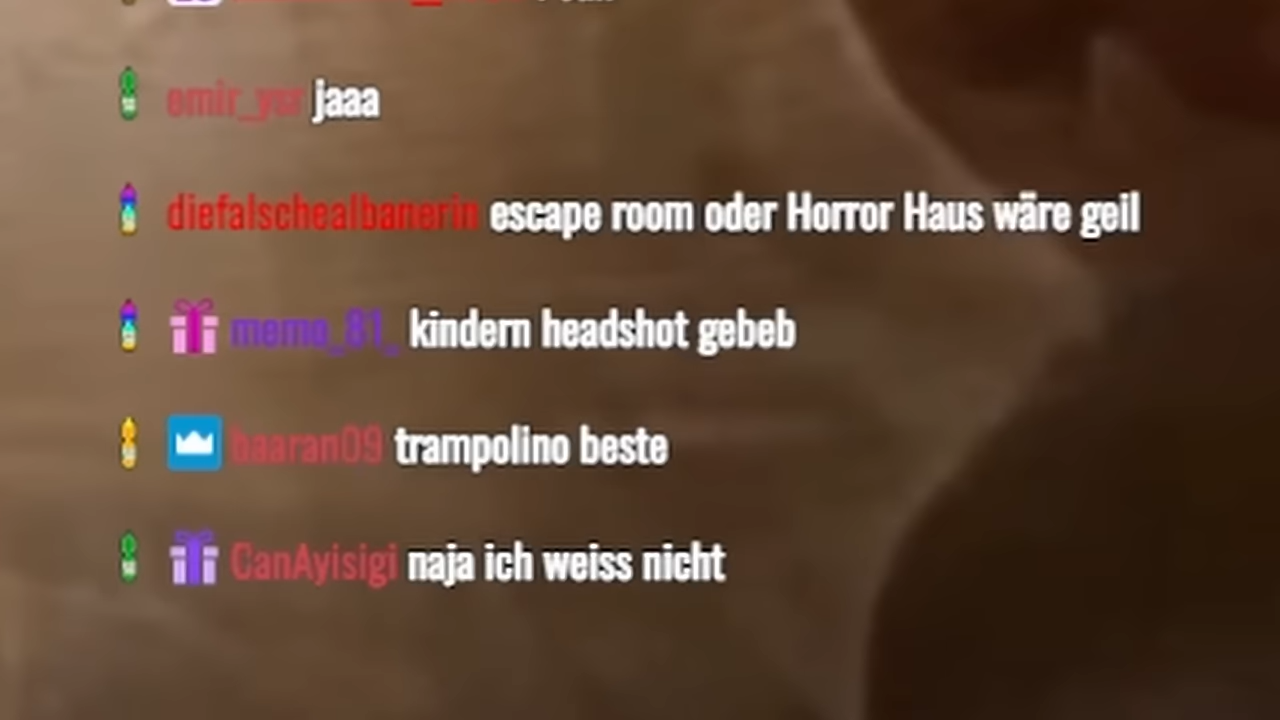 omir_ysr jaaa
diefalschealbanerin escape room oder Horror Haus wäre geil
memo_81_ kindern headshot gebeb
baaran09 trampolino beste
CanAyisigi naja ich weiss nicht